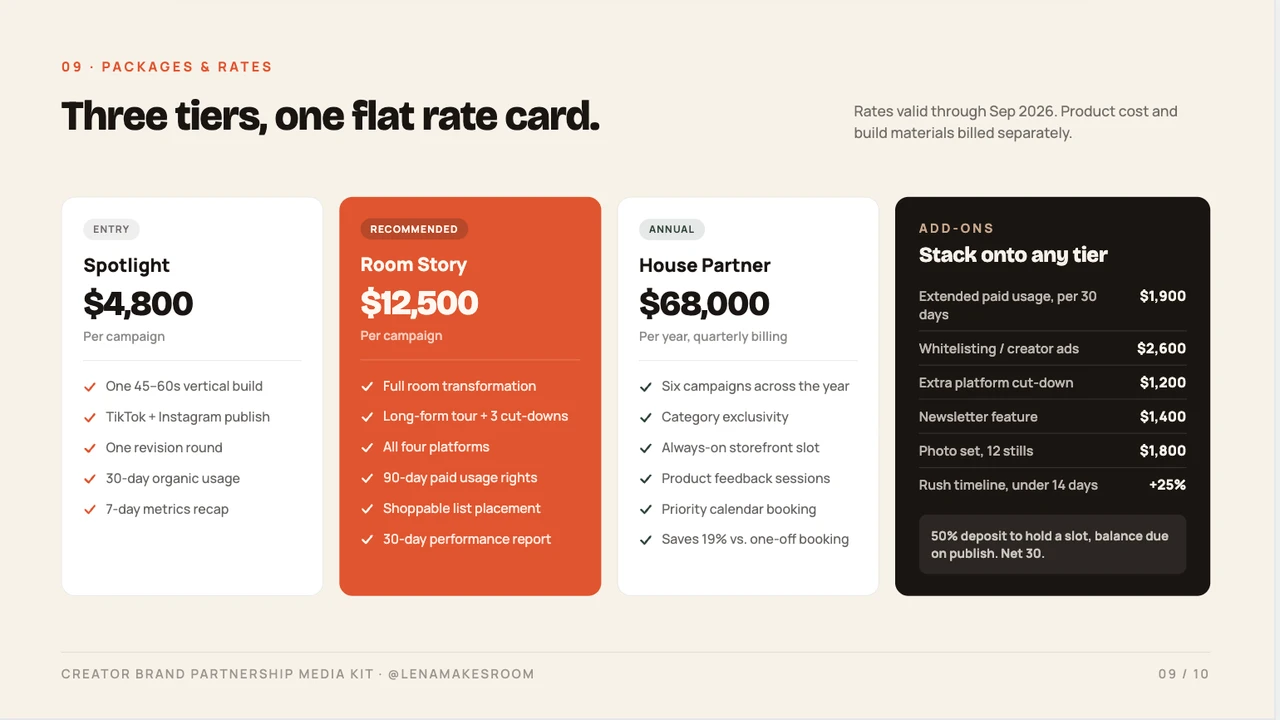 09 · PACKAGES & RATES
Three tiers, one flat rate card.
Rates valid through Sep 2026. Product cost and
build materials billed separately.
ENTRY
Spotlight
$4,800
Per campaign
One 45–60s vertical build
TikTok + Instagram publish
One revision round
30-day organic usage
7-day metrics recap
RECOMMENDED
Room Story
$12,500
Per campaign
Full room transformation
Long-form tour + 3 cut-downs
All four platforms
90-day paid usage rights
Shoppable list placement
30-day performance report
ANNUAL
House Partner
$68,000
Per year, quarterly billing
Six campaigns across the year
Category exclusivity
Always-on storefront slot
Product feedback sessions
Priority calendar booking
Saves 19% vs. one-off booking
ADD-ONS
Stack onto any tier
Extended paid usage, per 30 $1,900
days
Whitelisting / creator ads $2,600
Extra platform cut-down $1,200
Newsletter feature $1,400
Photo set, 12 stills $1,800
Rush timeline, under 14 days +25%
50% deposit to hold a slot, balance due
on publish. Net 30.
CREATOR BRAND PARTNERSHIP MEDIA KIT · @LENAMAKESROOM
09 / 10